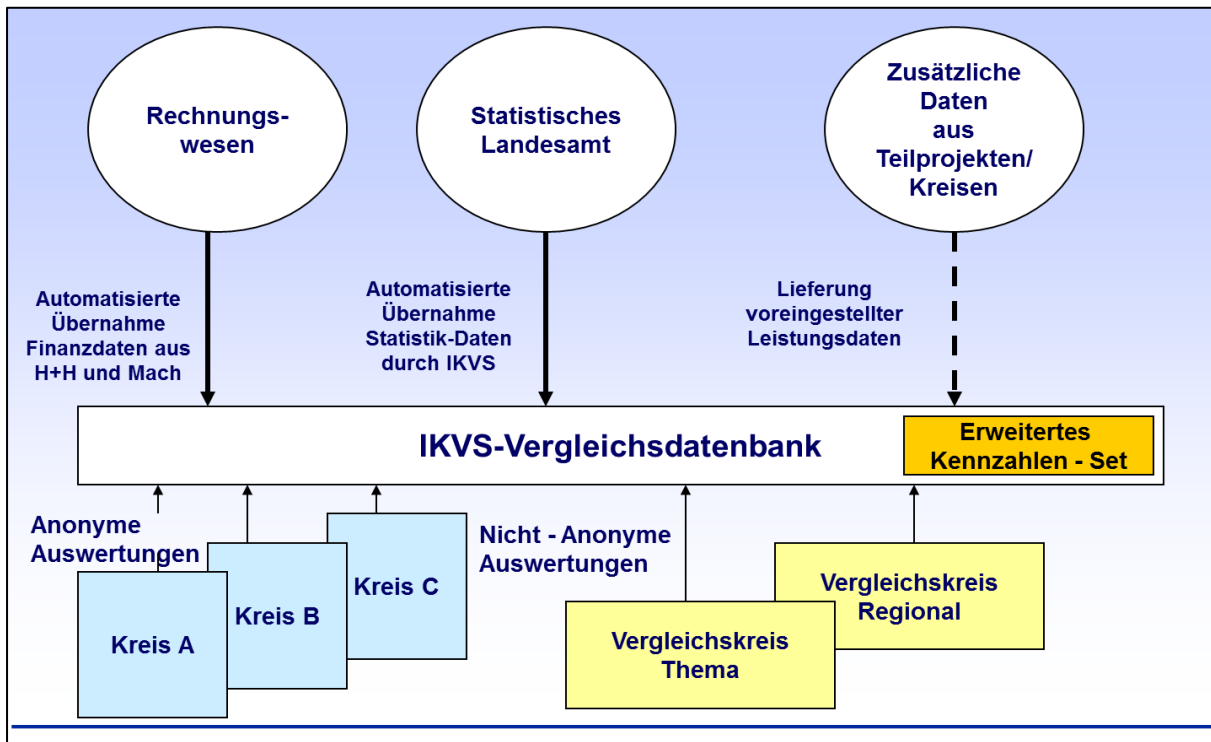 Rechnungs-
wesen
Statistisches
Landesamt
Zusätzliche
Daten
aus
Teilprojekten/
Kreisen
Automatisierte
Übernahme
Finanzdaten aus
H+H und Mach
Automatisierte
Übernahme
Statistik-Daten
durch IKVS
Lieferung
voreingestellter
Leistungsdaten
IKVS-Vergleichsdatenbank
Erweitertes
Kennzahlen - Set
Anonyme
Auswertungen
Kreis A
Kreis B
Kreis C
Nicht - Anonyme
Auswertungen
Vergleichskreis
Thema
Vergleichskreis
Regional